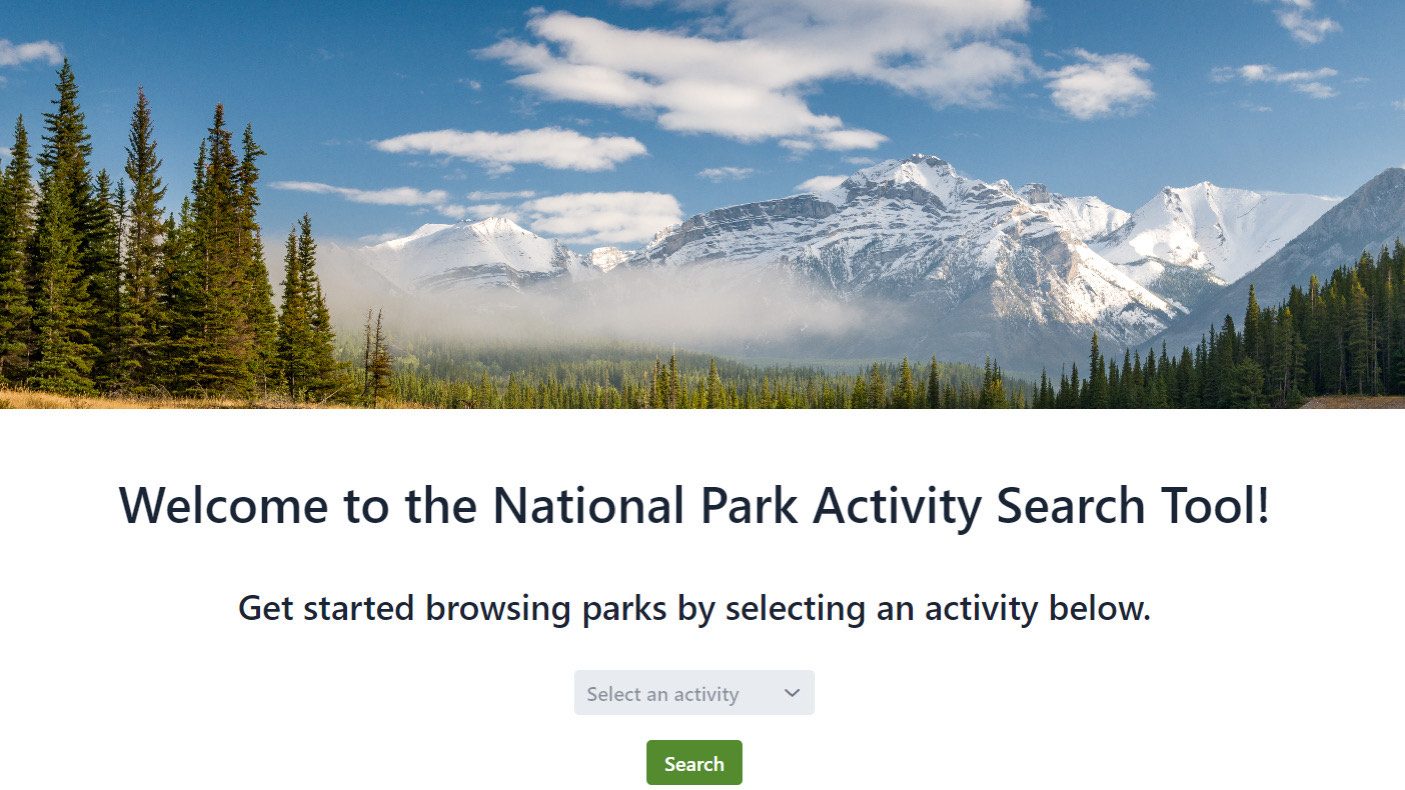 Welcome to the National Park Activity Search Tool!
Get started browsing parks by selecting an activity below.
Select an activity
Search